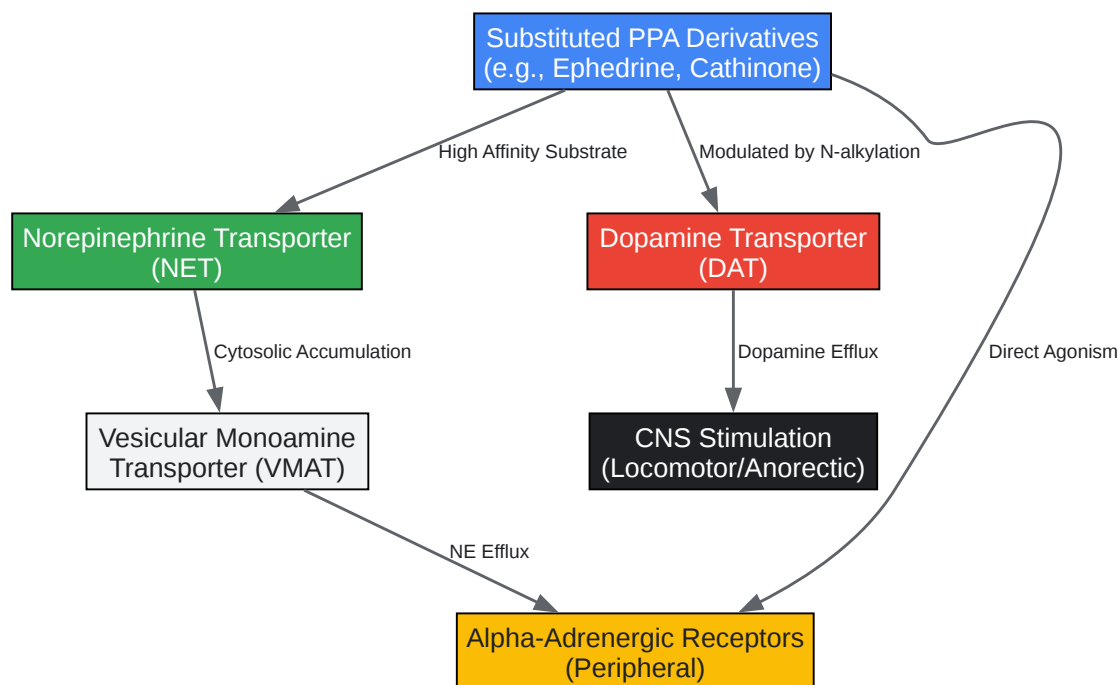 Substituted PPA Derivatives
(e.g., Ephedrine, Cathinone)
High Affinity Substrate
Modulated by N-alkylation
Norepinephrine Transporter
(NET)
Dopamine Transporter
(DAT)
Cytosolic Accumulation
Dopamine Efflux
Direct Agonism
Vesicular Monoamine
Transporter (VMAT)
CNS Stimulation
(Locomotor/Anorectic)
NE Efflux
Alpha-Adrenergic Receptors
(Peripheral)